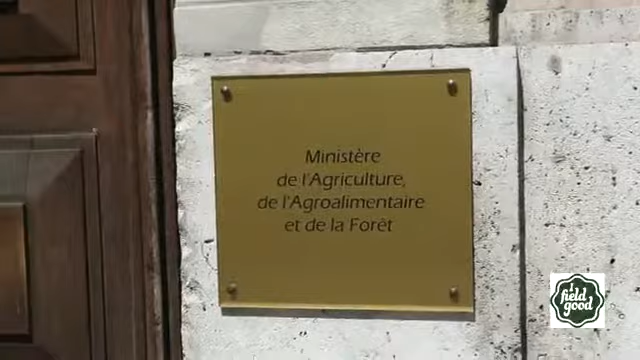 Ministère
de l'Agriculture,
de l'Agroalimentaire
et de la Forêt
i
field
good